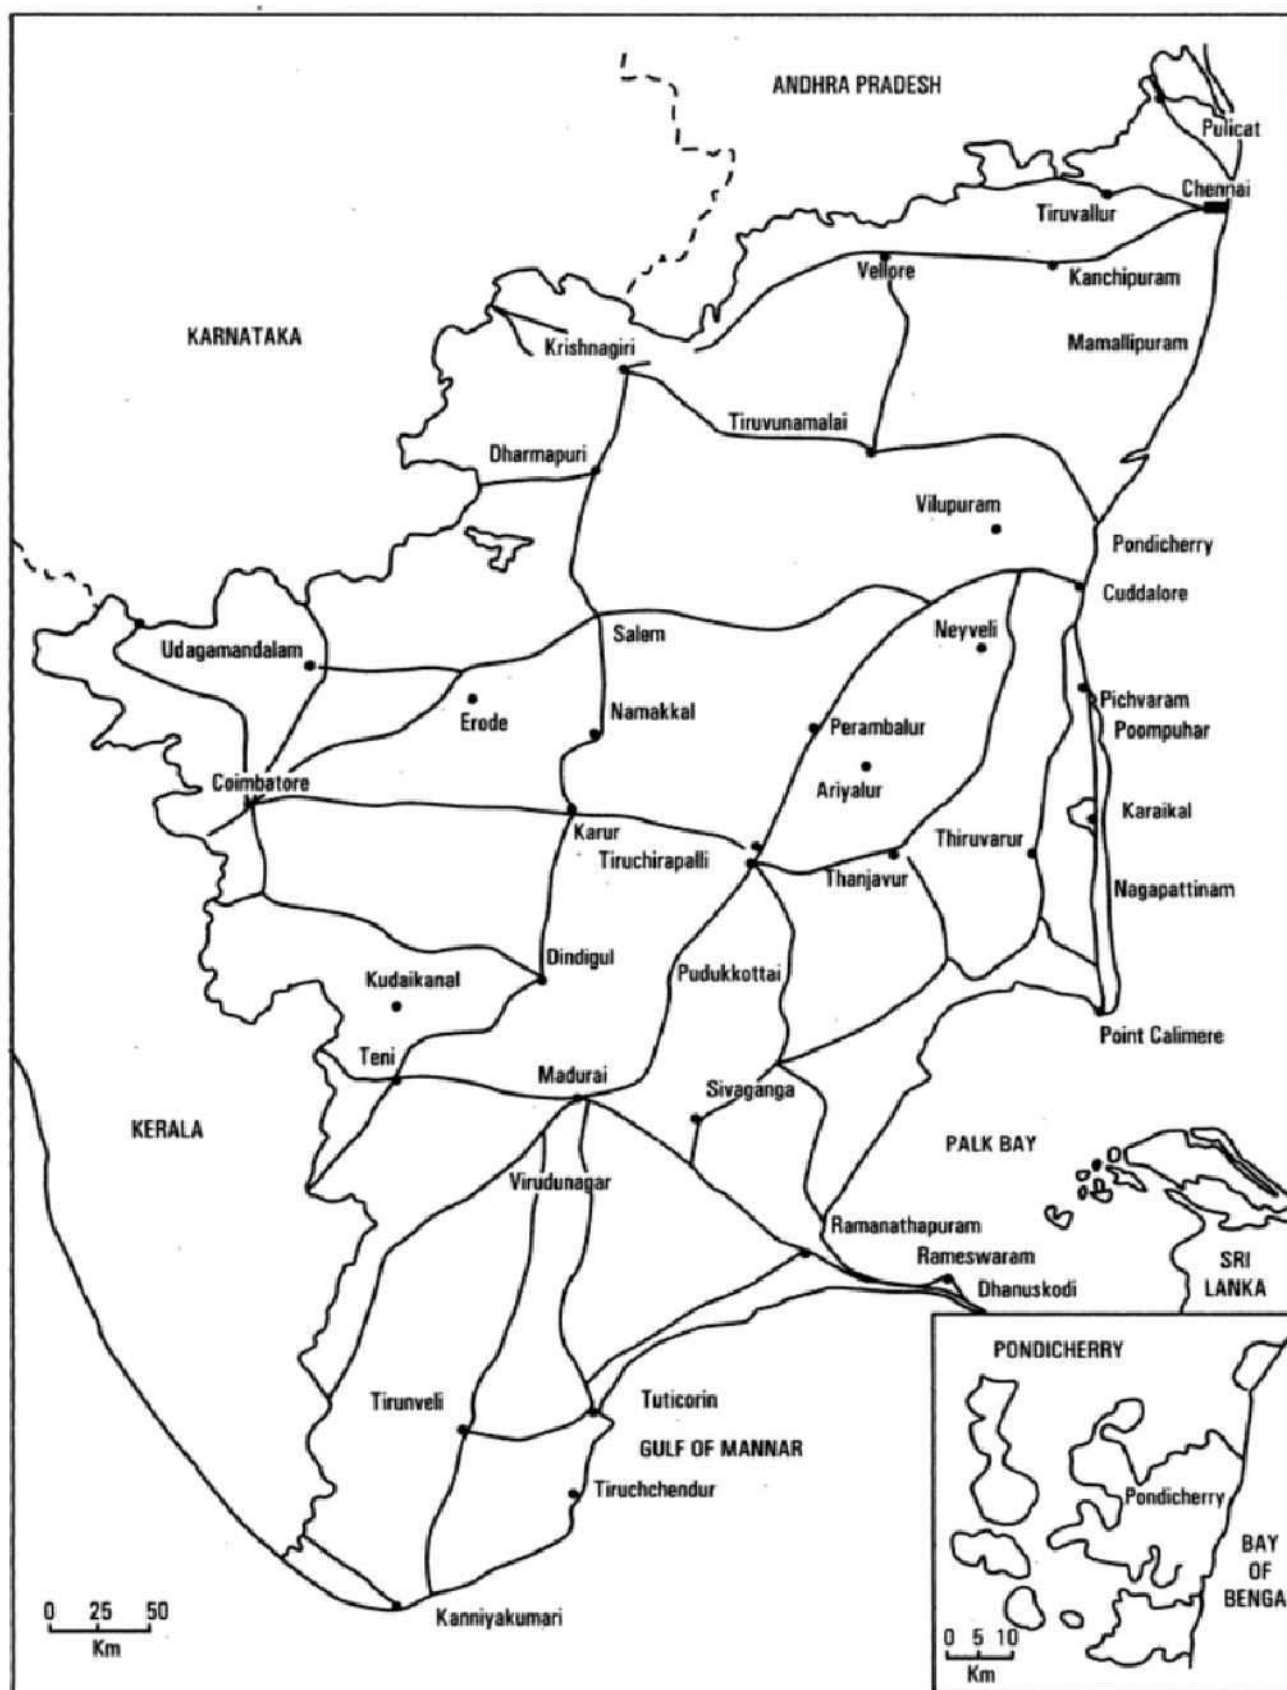 ANDHRA PRADESH
Pulicat
Chennai
Tiruvallur
Vellore
Kanchipuram
KARNATAKA
Krishnagiri
Mamallipuram
Tiruvunamalai
Dharmapuri
Vilupuram
Pondicherry
Cuddalore
Salem
Neyveli
Udagamandalam
Erode
Namakkal
Perambalur
Pichvaram
Poompuhar
Coimbatore
Ariyalur
Karur
Karaikal
Tiruchirapalli
Thiruvarur
Thanjavur
Nagapattinam
Dindigul
Kudaikanal
Pudukkottai
Point Calimere
Teni
Madurai
Sivaganga
KERALA
PALK BAY
Virudunagar
Ramanathapuram
Rameswaram
SRI
LANKA
Dhanuskodi
PONDICHERRY
Tirunveli
Tuticorin
GULF OF MANNAR
Tiruchchendur
Pondicherry
BAY
OF
BENGA
Kanniyakumari
0 25 50
Km
0 5 10
Km